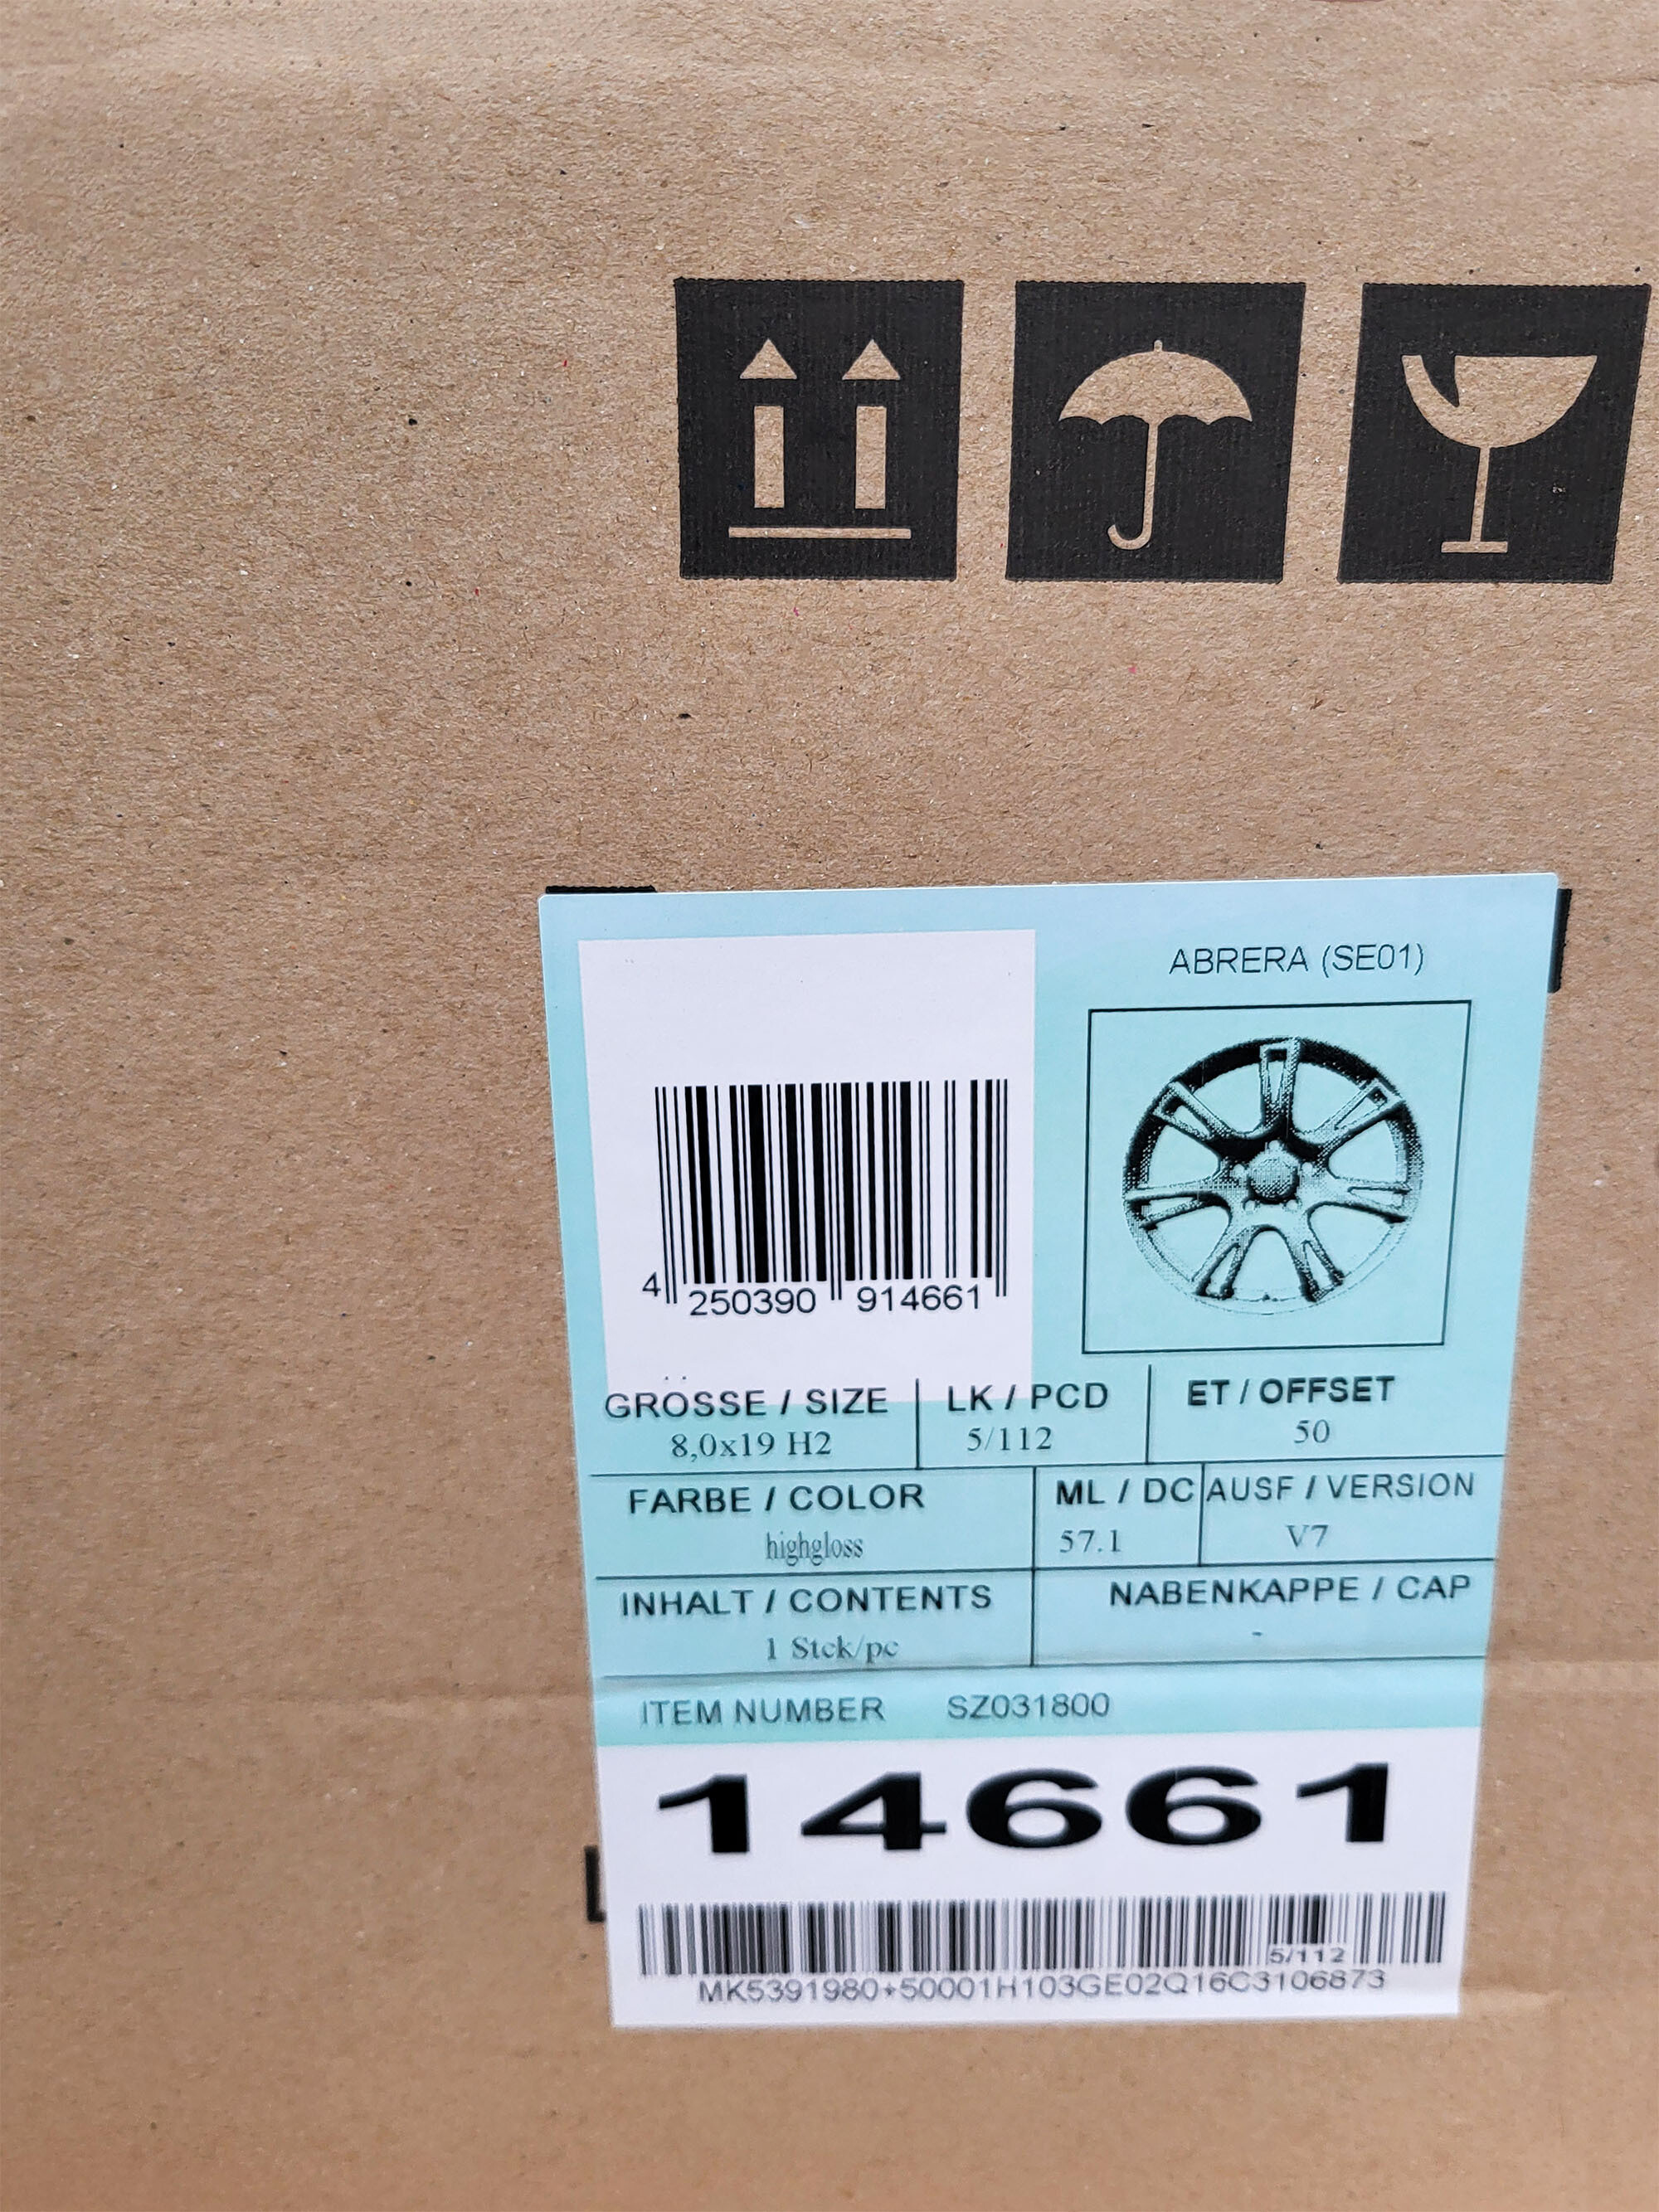 ABRERA (SE01)
4 250390 914661
GRÖSSE / SIZE LK / PCD ET / OFFSET
8,0x19 H2 5/112 50
FARBE / COLOR ML / DC AUSF / VERSION
highgloss 57.1 V7
INHALT / CONTENTS NABENKAPPE / CAP
1 Stck/pc -
ITEM NUMBER SZ031800
14661
5/112
MK5391980*50001H103GE02Q16C3106873